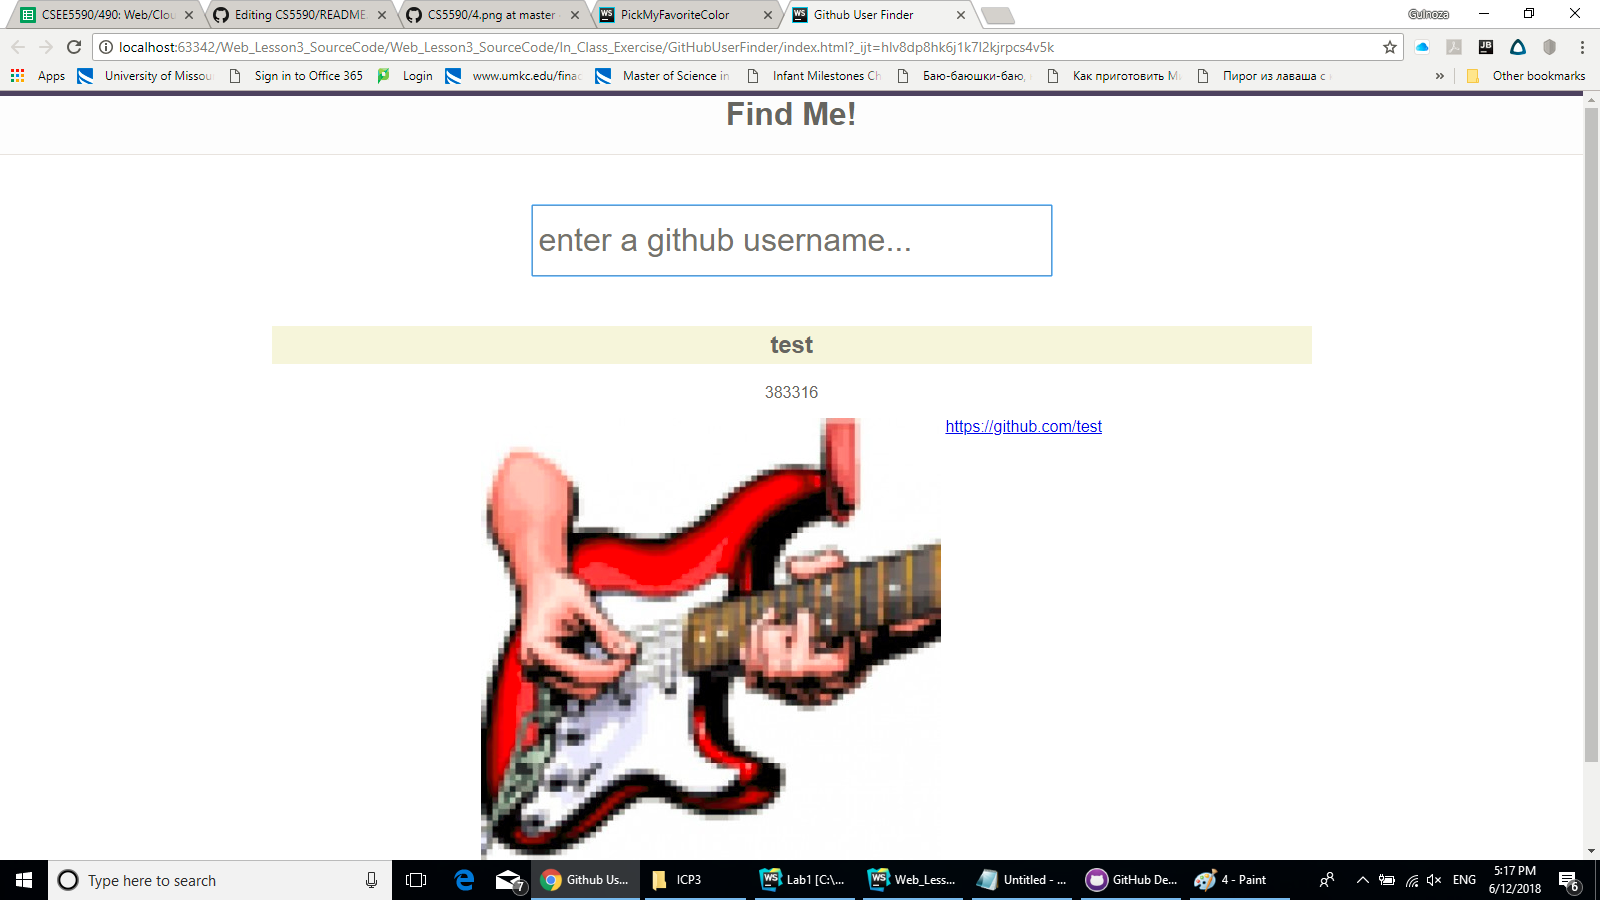 CSEE5590/490: Web/Clou
Editing CS5590/README.
CS5590/4.png at master
PickMyFavoriteColor
Github User Finder
Gulnoza
localhost:63342/Web_Lesson3_SourceCode/Web_Lesson3_SourceCode/In_Class_Exercise/GitHubUserFinder/index.html?_ijt=hlv8dp8hk6j1k7l2kjrpcs4v5k
Apps
University of Missou
Sign in to Office 365
Login
www.umkc.edu/finac
Master of Science in
Infant Milestones Ch
Баю-баюшки-баю,
Как приготовить М
Пирог из лаваша с
»
Other bookmarks
Find Me!
enter a github username...
test
383316
https://github.com/test
Type here to search
7
Github Us...
ICP3
Lab1 [C:\...
Web_Less...
Untitled - ...
GitHub De...
4 - Paint
ENG
5:17 PM
6/12/2018
6